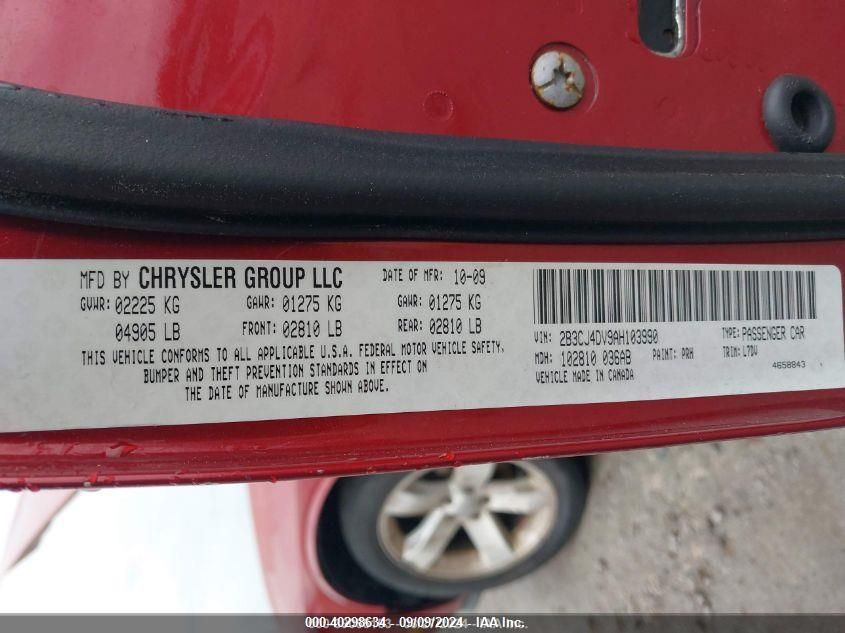 MFD BY CHRYSLER GROUP LLC DATE OF MFR: 10-09
GVWR: 02225 KG GAWR: 01275 KG GAWR: 01275 KG
04905 LB FRONT: 02810 LB REAR: 02810 LB
THIS VEHICLE CONFORMS TO ALL APPLICABLE U.S.A. FEDERAL MOTOR VEHICLE SAFETY,
BUMPER AND THEFT PREVENTION STANDARDS IN EFFECT ON
THE DATE OF MANUFACTURE SHOWN ABOVE.
VIN: 2B3CJ4DV9AH103990 TYPE: PASSENGER CAR
MDH: 102810 036AB PAINT: PRH TRIM: L7DV
VEHICLE MADE IN CANADA 4658843
000-40298634 - 09/09/2024 - IAA Inc.